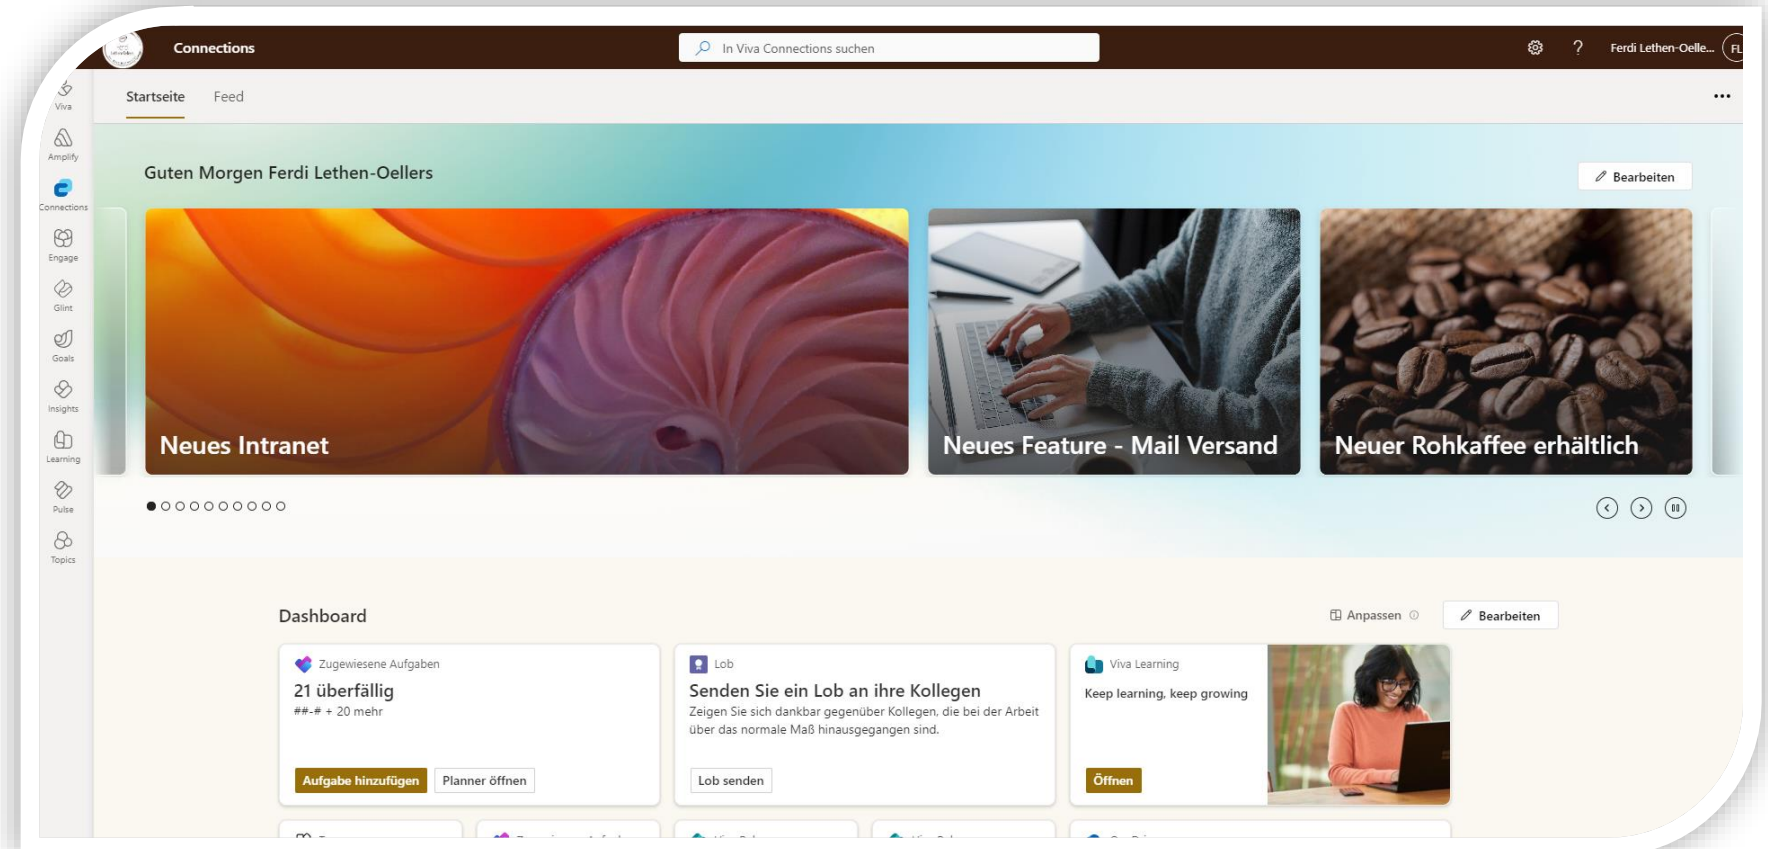 Connections
In Viva Connections suchen
?
Ferdi Lethen-Oelle...
FL
Viva
Amplify
Connections
Engage
Glint
Goals
Insights
Learning
Pulse
Topics
Startseite
Feed
Guten Morgen Ferdi Lethen-Oellers
Bearbeiten
Neues Intranet
Neues Feature - Mail Versand
Neuer Rohkaffee erhältlich
Dashboard
Anpassen
Bearbeiten
Zugewiesene Aufgaben
21 überfällig
##-# + 20 mehr
Aufgabe hinzufügen
Planner öffnen
Lob
Senden Sie ein Lob an ihre Kollegen
Zeigen Sie sich dankbar gegenüber Kollegen, die bei der Arbeit
über das normale Maß hinausgegangen sind.
Lob senden
Viva Learning
Keep learning, keep growing
Öffnen